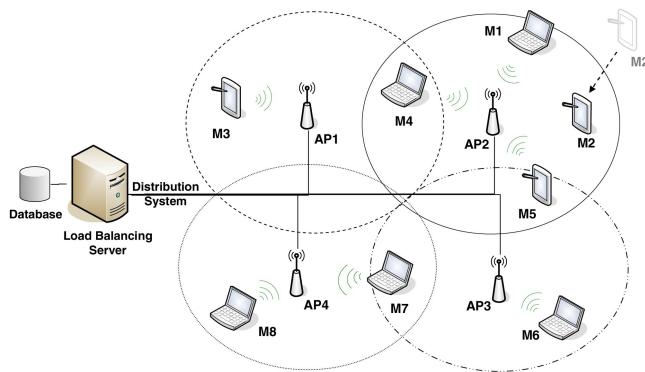 M1
M2
M3
AP1
M4
AP2
M2
Distribution
System
Database
Load Balancing
Server
M5
AP4
M7
AP3
M8
M6